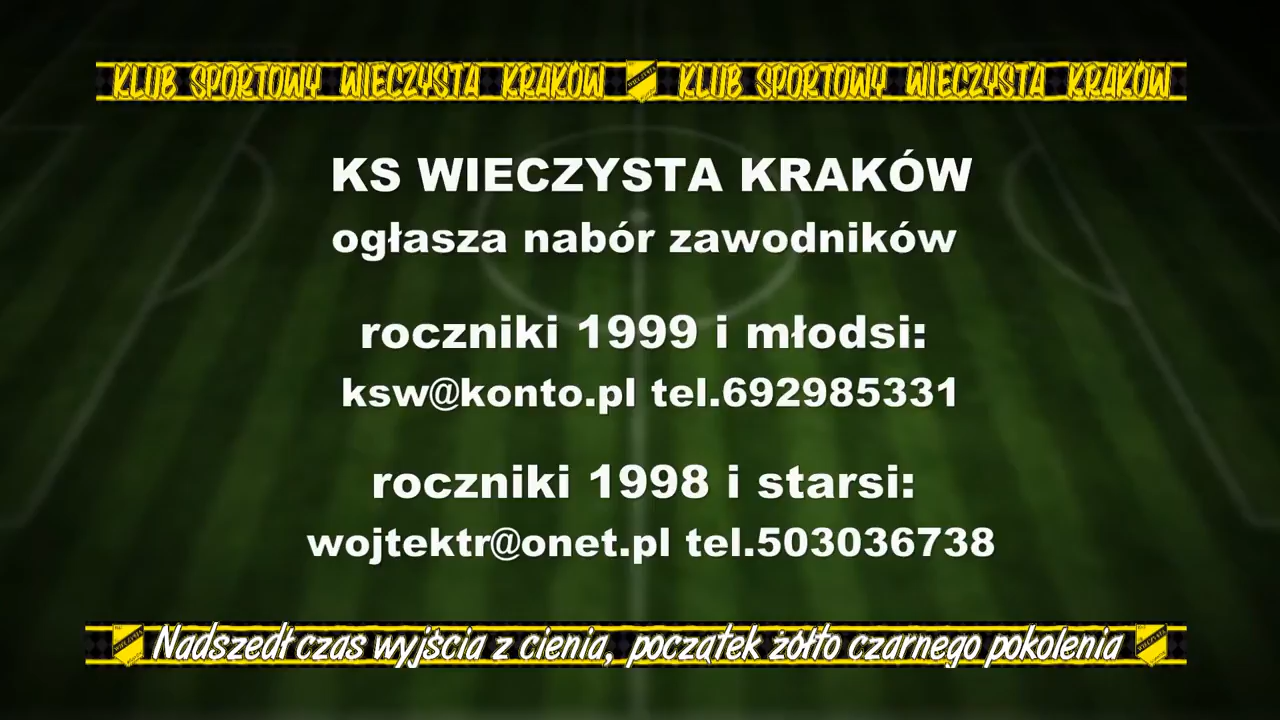 KLUB SPORTOWY WIECZYSTA KRAKÓW KLUB SPORTOWY WIECZYSTA KRAKÓW
KS WIECZYSTA KRAKÓW
ogłasza nabór zawodników
roczniki 1999 i młodsi:
ksw@konto.pl tel.692985331
roczniki 1998 i starsi:
wojtektr@onet.pl tel.503036738
Nadszedł czas wyjścia z cienia, początek żółto czarnego pokolenia